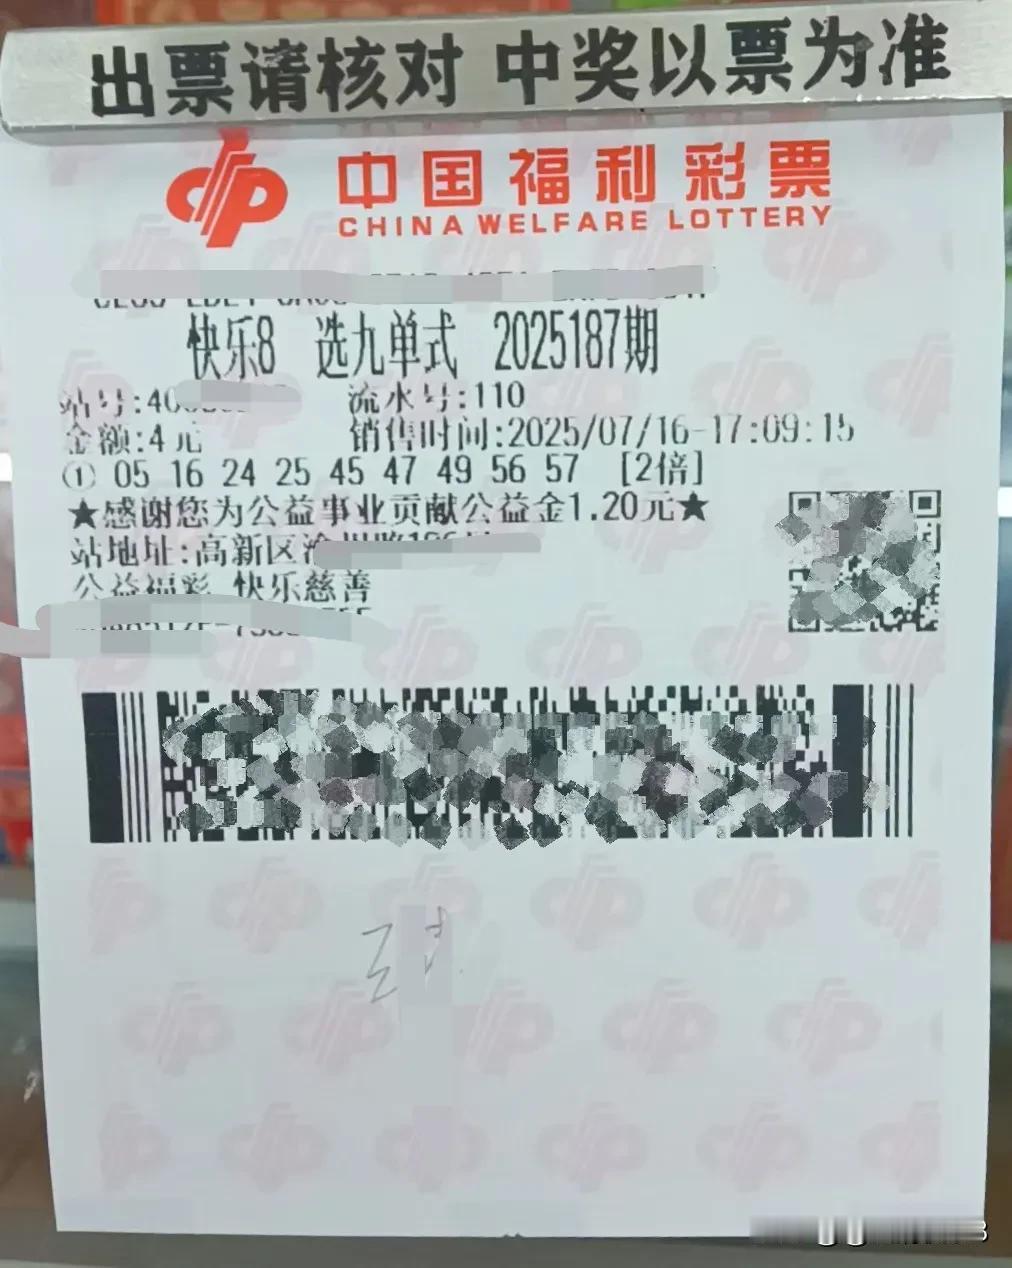 出票请核对 中奖以票为准
中国福利彩票
CHINA WELFARE LOTTERY
快乐8 选九单式 2025187期
站号:40 流水号:110
金额:4元 销售时间:2025/07/16-17:09:15
① 05 16 24 25 45 47 49 56 57 [2倍]
★感谢您为公益事业贡献公益金1.20元★
站地址:高新区
公益福彩 快乐慈善